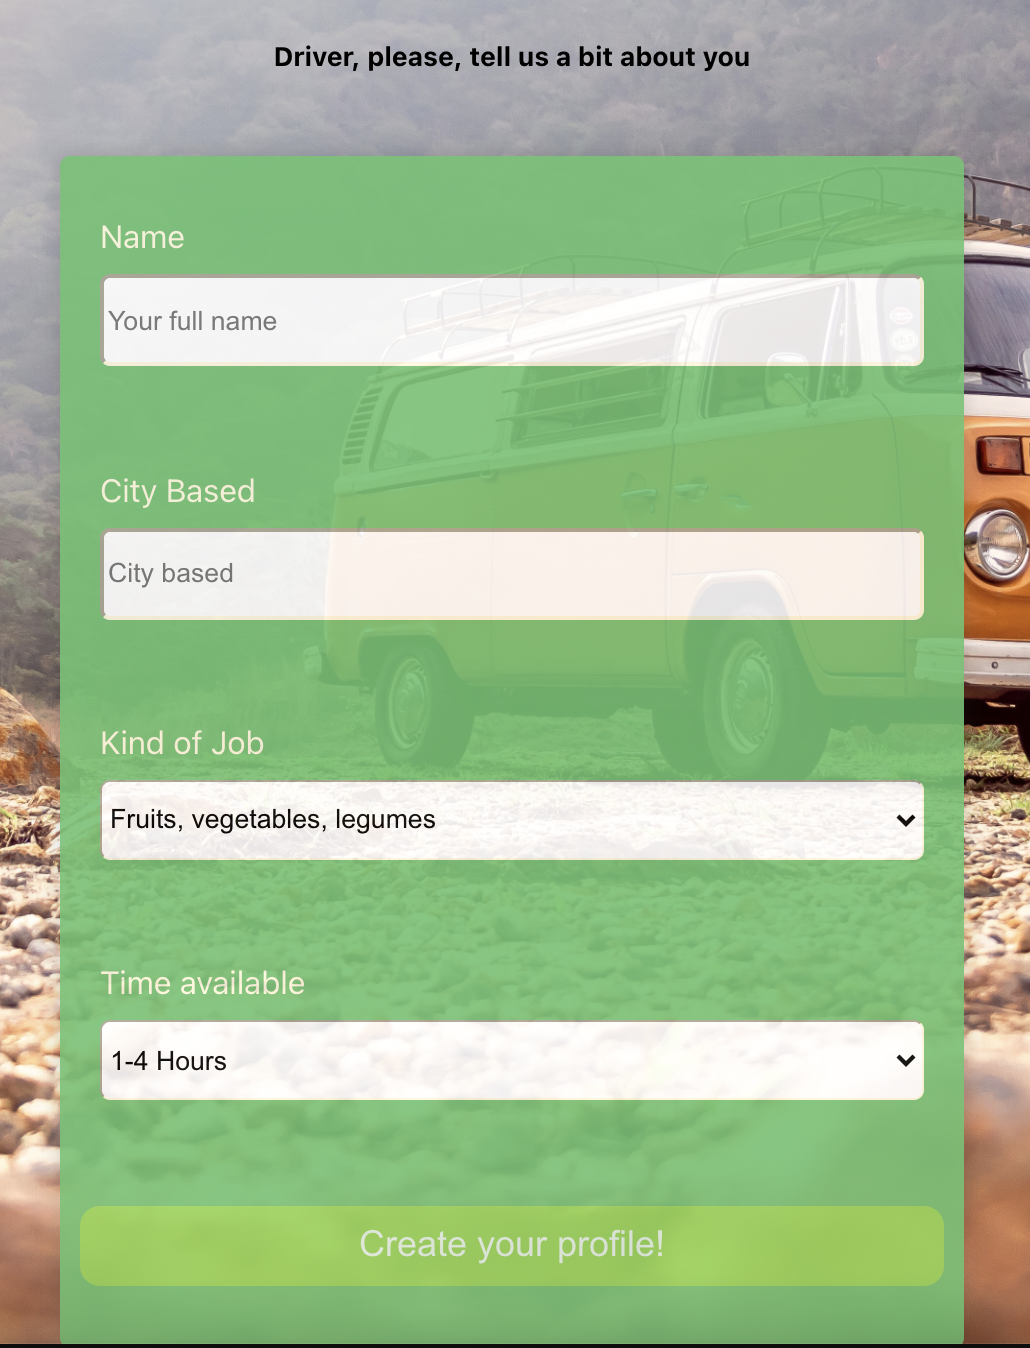 Driver, please, tell us a bit about you
Name
Your full name
City Based
City based
Kind of Job
Fruits, vegetables, legumes
Time available
1-4 Hours
Create your profile!